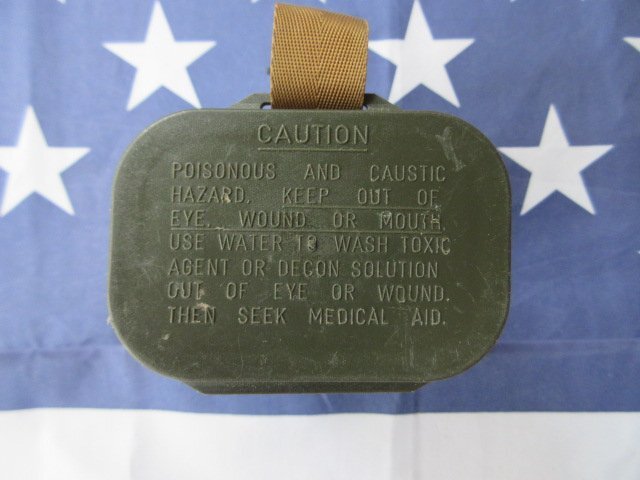 CAUTION
POISONOUS AND CAUSTIC
HAZARD. KEEP OUT OF
EYE, WOUND OR MOUTH.
USE WATER TO WASH TOXIC
AGENT OR DECON SOLUTION
OUT OF EYE OR WOUND.
THEN SEEK MEDICAL AID.